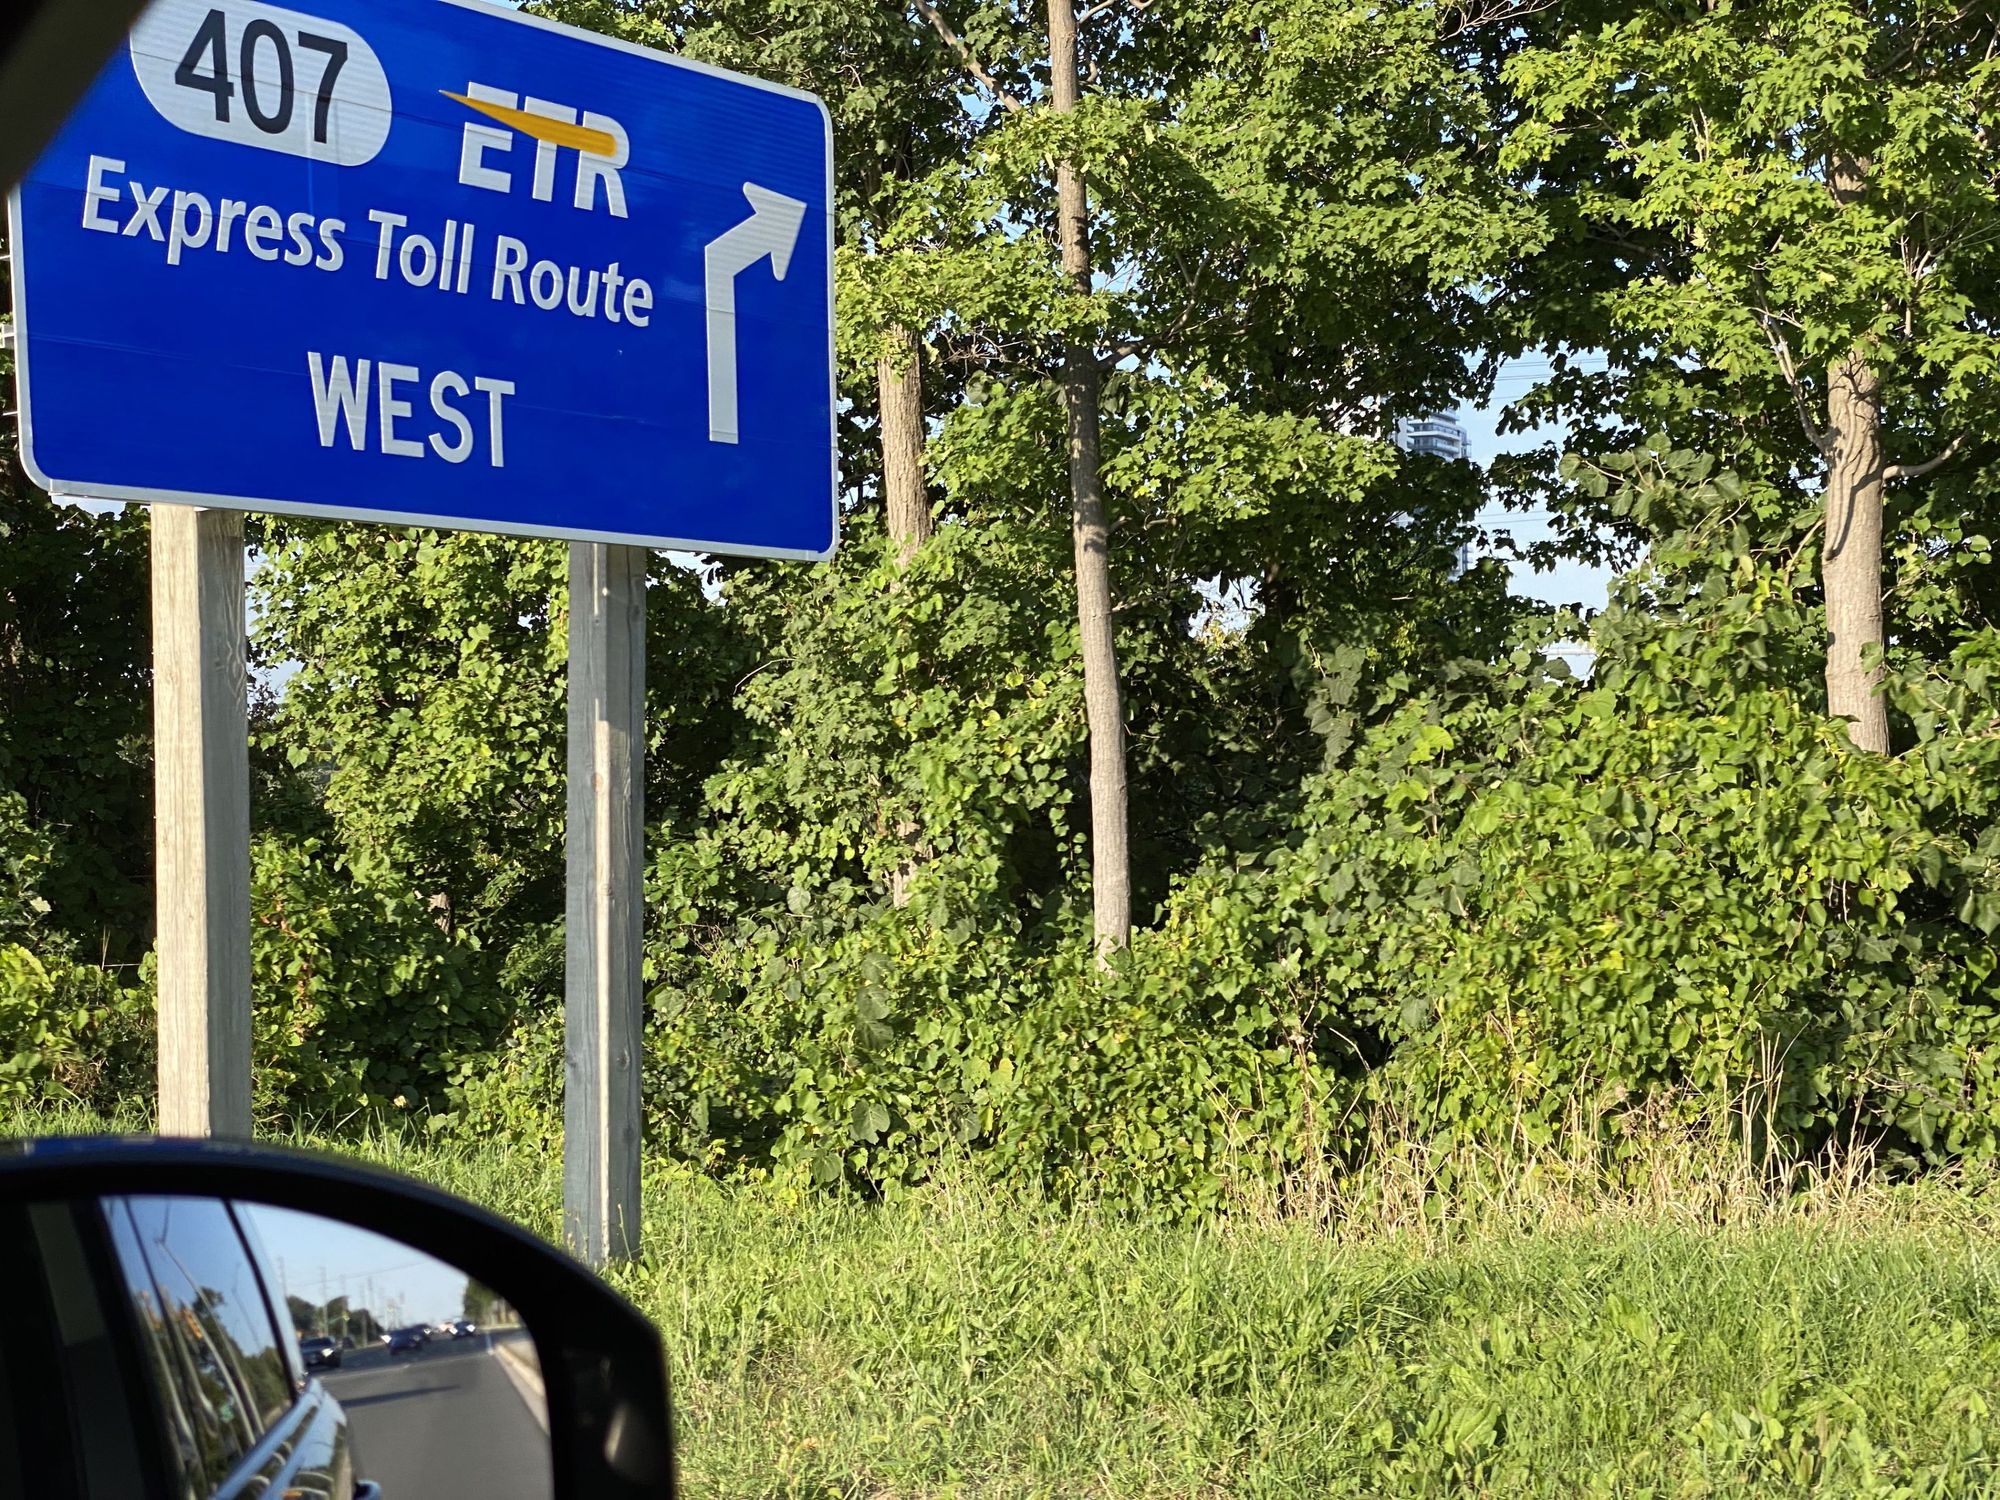 407 ETR
Express Toll Route
WEST